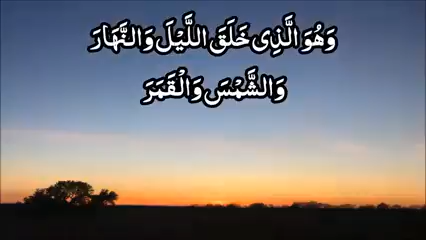 وَهُوَ الَّذِى خَلَقَ اللَّيْلَ وَالنَّهَارَ
وَالشَّمْسَ وَالْقَمَرَ